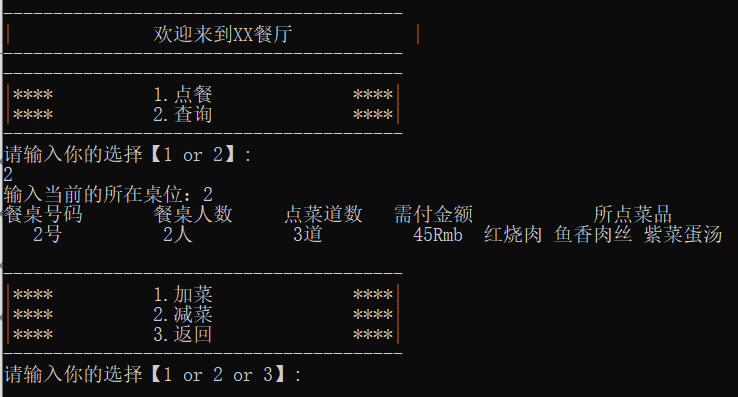 ----------------------------------------
|              欢迎来到XX餐厅            |
----------------------------------------
----------------------------------------
|****          1.点餐              ****|
|****          2.查询              ****|
----------------------------------------
请输入你的选择【1 or 2】:
2
输入当前的所在桌位：2
餐桌号码       餐桌人数     点菜道数   需付金额            所点菜品
   2号          2人          3道         45Rmb  红烧肉 鱼香肉丝 紫菜蛋汤
----------------------------------------
|****          1.加菜              ****|
|****          2.减菜              ****|
|****          3.返回              ****|
----------------------------------------
请输入你的选择【1 or 2 or 3】: